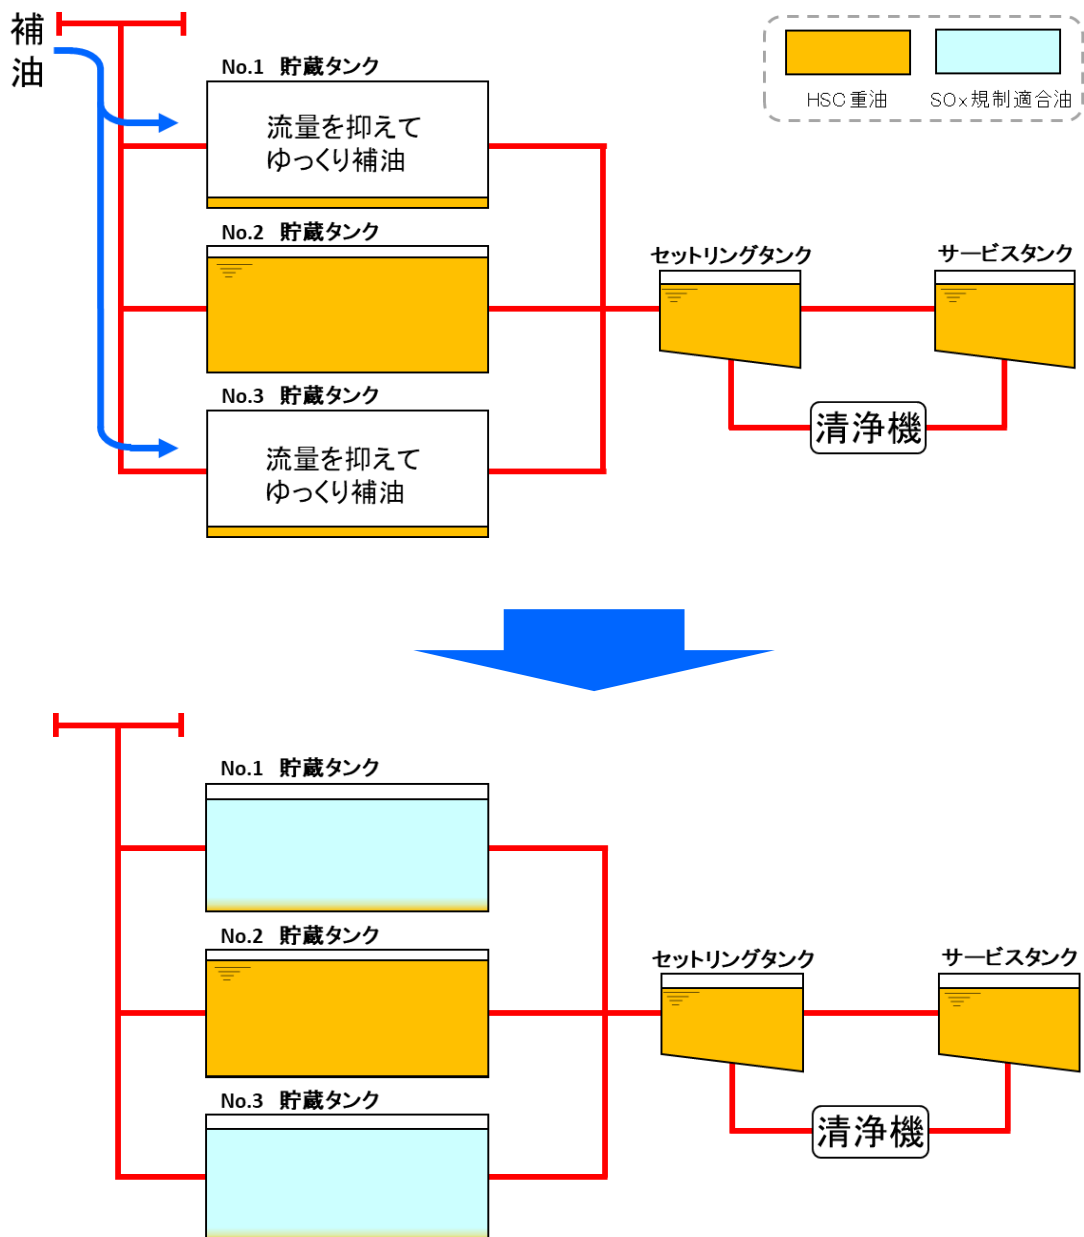 補
油
HSC重油
SOx規制適合油
No.1 貯蔵タンク
流量を抑えて
ゆっくり補油
No.2 貯蔵タンク
セットリングタンク
サービスタンク
No.3 貯蔵タンク
流量を抑えて
ゆっくり補油
清浄機
No.1 貯蔵タンク
No.2 貯蔵タンク
セットリングタンク
サービスタンク
No.3 貯蔵タンク
清浄機